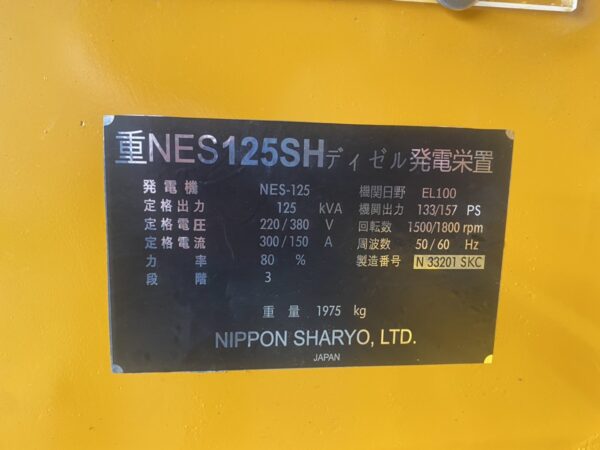 重NES125SHディゼル発電栄置
発電機 NES-125 機関日野 EL100
定格出力 125 kVA 機関出力 133/157 PS
定格電圧 220/380 V 回転数 1500/1800 rpm
定格電流 300/150 A 周波数 50/60 Hz
力率 80 % 製造番号 N 33201 SKC
段階 3
重量 1975 kg
NIPPON SHARYO, LTD.
JAPAN